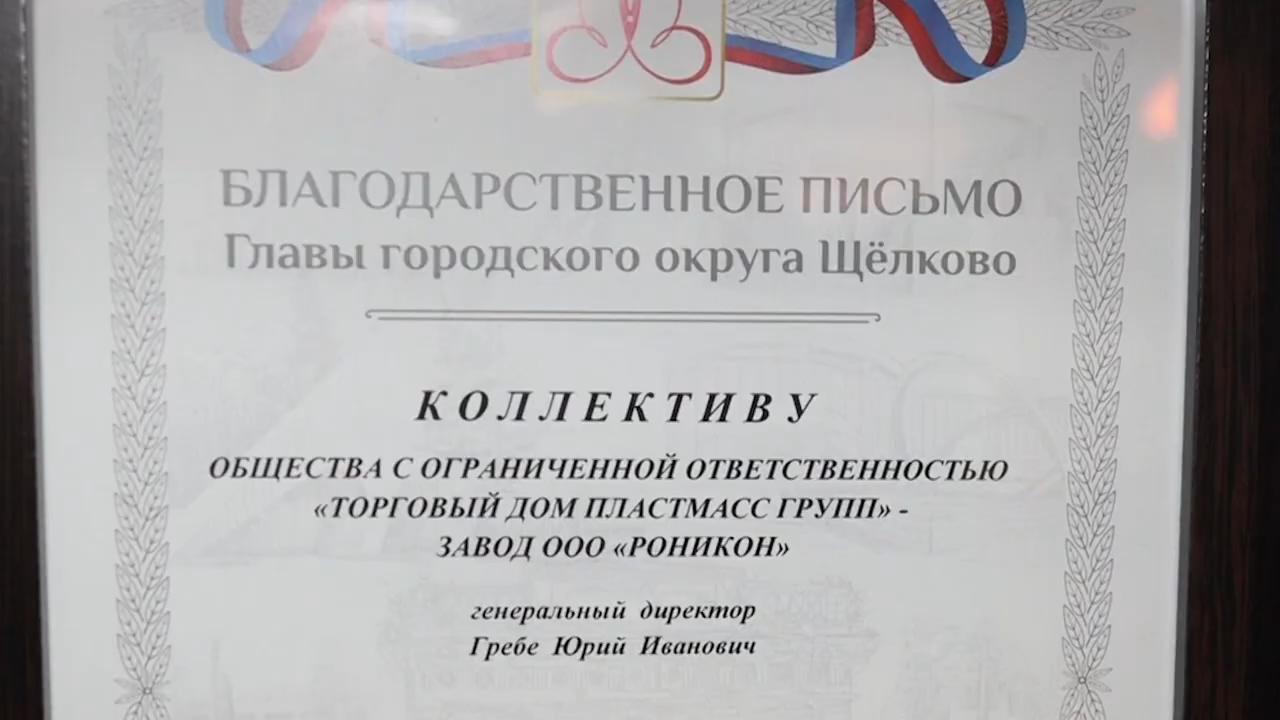 БЛАГОДАРСТВЕННОЕ ПИСЬМО
Главы городского округа Щёлково
КОЛЛЕКТИВУ
ОБЩЕСТВА С ОГРАНИЧЕННОЙ ОТВЕТСТВЕННОСТЬЮ
«ТОРГОВЫЙ ДОМ ПЛАСТМАСС ГРУПП» -
ЗАВОД ООО «РОНИКОН»
генеральный директор
Гребе Юрий Иванович